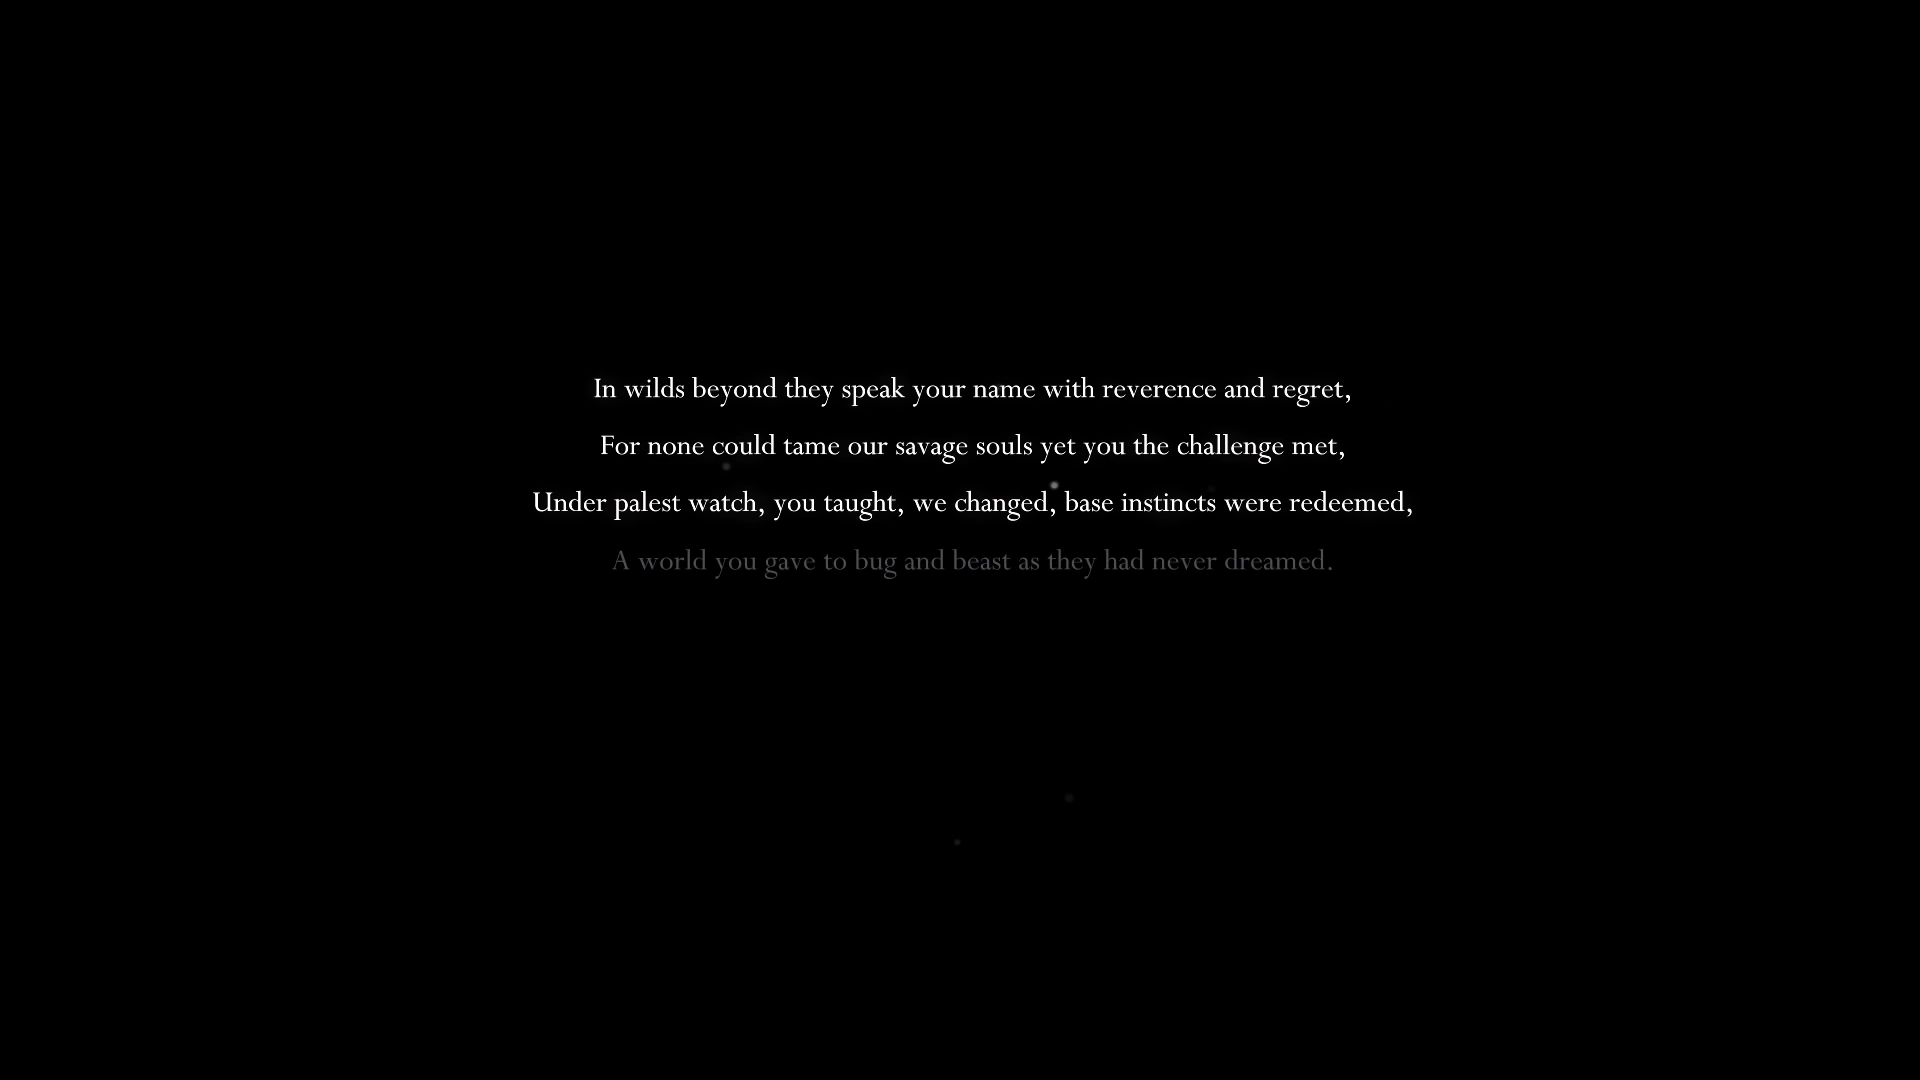 In wilds beyond they speak your name with reverence and regret,
For none could tame our savage souls yet you the challenge met,
Under palest watch, you taught, we changed, base instincts were redeemed,
A world you gave to bug and beast as they had never dreamed.